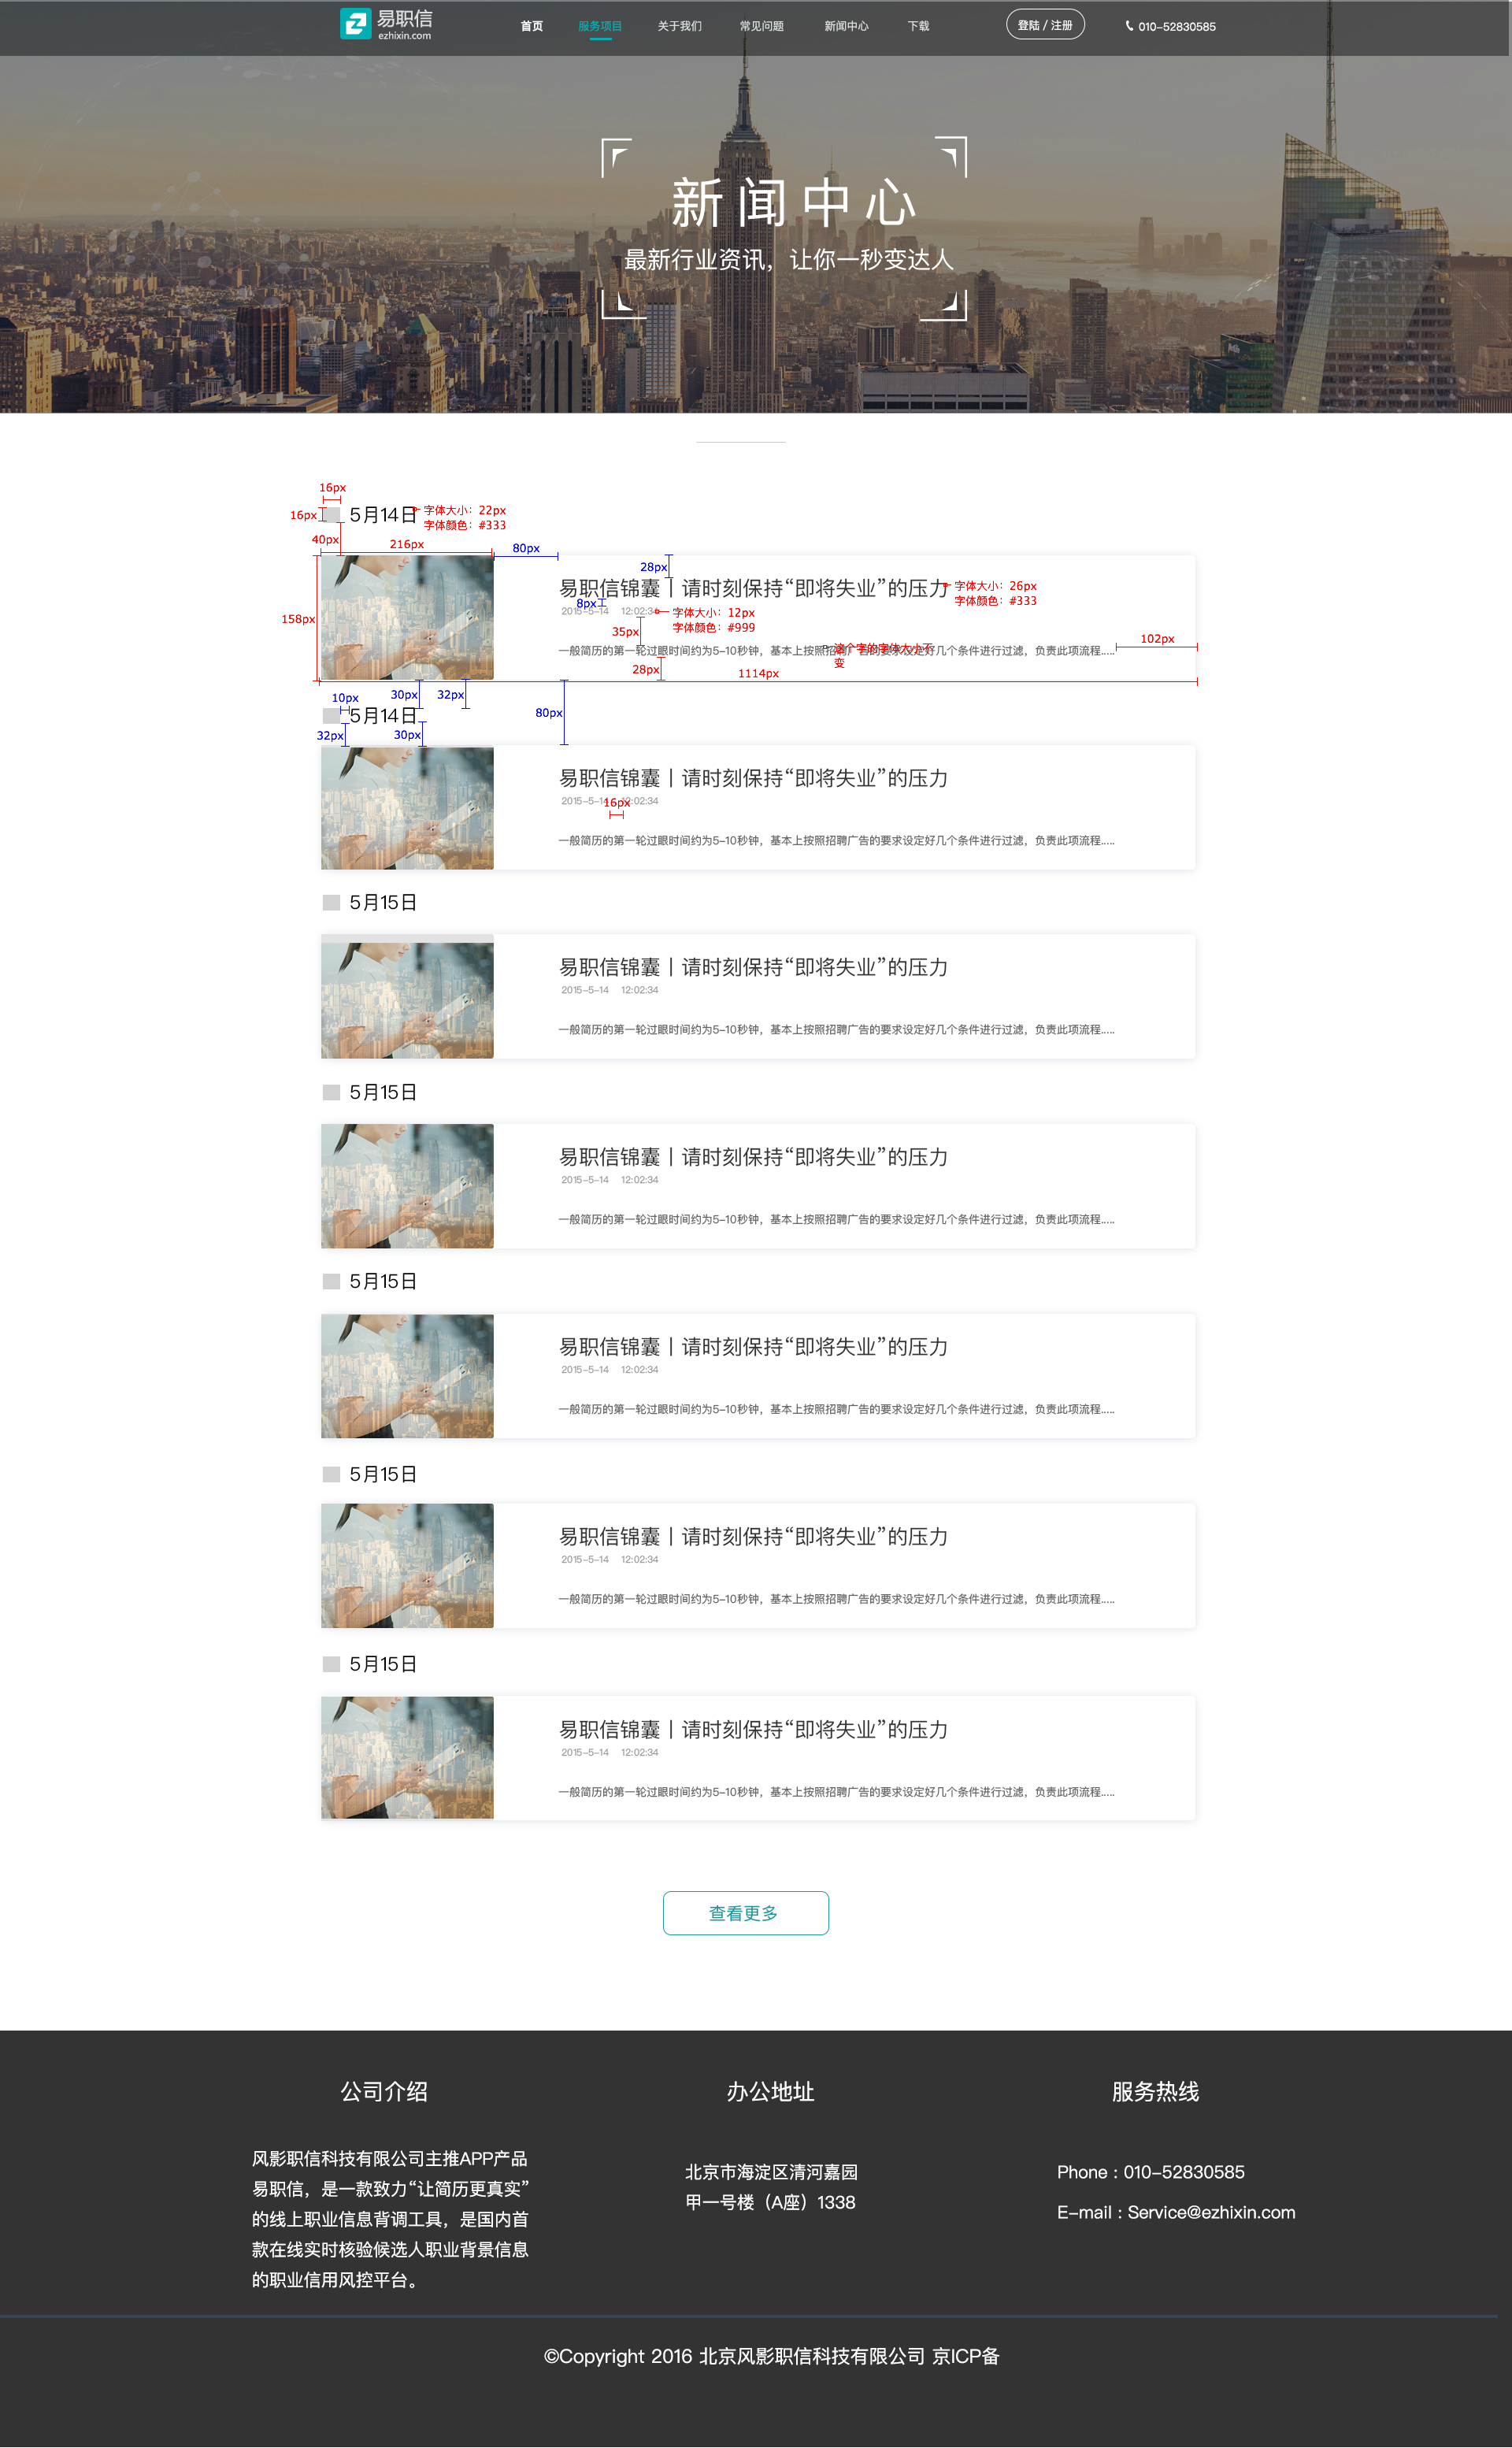 易职信
ezhixin.com
首页 服务项目 关于我们 常见问题 新闻中心 下载 登陆 / 注册 010-52830585
新闻中心
最新行业资讯，让你一秒变达人
16px
16px 5月14日 字体大小：22px
字体颜色：#333
40px 216px 80px
28px
易职信锦囊丨请时刻保持“即将失业”的压力 字体大小：26px
字体颜色：#333
8px
2015-5-14 12:02:34 字体大小：12px
158px 字体颜色：#999
35px
102px
一般简历的第一轮过眼时间约为5-10秒钟，基本上按照招聘广告的要求设定好几个条件进行过滤，负责此项流程.....
这个字的字体大小不
变
28px
1114px
10px 30px 32px
5月14日 80px
32px 30px
易职信锦囊丨请时刻保持“即将失业”的压力
2015-5-14 12:02:34
16px
一般简历的第一轮过眼时间约为5-10秒钟，基本上按照招聘广告的要求设定好几个条件进行过滤，负责此项流程.....
5月15日
易职信锦囊丨请时刻保持“即将失业”的压力
2015-5-14 12:02:34
一般简历的第一轮过眼时间约为5-10秒钟，基本上按照招聘广告的要求设定好几个条件进行过滤，负责此项流程.....
5月15日
易职信锦囊丨请时刻保持“即将失业”的压力
2015-5-14 12:02:34
一般简历的第一轮过眼时间约为5-10秒钟，基本上按照招聘广告的要求设定好几个条件进行过滤，负责此项流程.....
5月15日
易职信锦囊丨请时刻保持“即将失业”的压力
2015-5-14 12:02:34
一般简历的第一轮过眼时间约为5-10秒钟，基本上按照招聘广告的要求设定好几个条件进行过滤，负责此项流程.....
5月15日
易职信锦囊丨请时刻保持“即将失业”的压力
2015-5-14 12:02:34
一般简历的第一轮过眼时间约为5-10秒钟，基本上按照招聘广告的要求设定好几个条件进行过滤，负责此项流程.....
5月15日
易职信锦囊丨请时刻保持“即将失业”的压力
2015-5-14 12:02:34
一般简历的第一轮过眼时间约为5-10秒钟，基本上按照招聘广告的要求设定好几个条件进行过滤，负责此项流程.....
查看更多
公司介绍
风影职信科技有限公司主推APP产品
易职信，是一款致力“让简历更真实”
的线上职业信息背调工具，是国内首
款在线实时核验候选人职业背景信息
的职业信用风控平台。
办公地址
北京市海淀区清河嘉园
甲一号楼（A座）1338
服务热线
Phone : 010-52830585
E-mail : Service@ezhixin.com
©Copyright 2016 北京风影职信科技有限公司 京ICP备